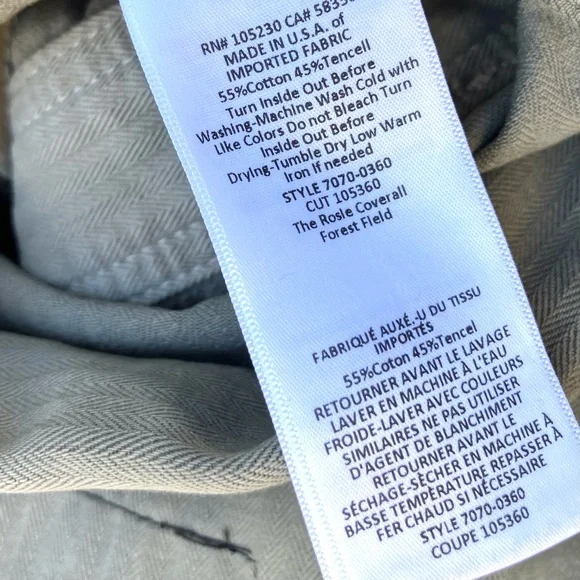 RN# 105230 CA# 5839
MADE IN U.S.A. of
IMPORTED FABRIC
55%Cotton 45%Tencell
Turn Inside Out Before
Washing-Machine Wash Cold with
Like Colors Do not Bleach Turn
Inside Out Before
Drying-Tumble Dry Low Warm
Iron if needed
STYLE 7070-0360
CUT 105360
The Rosie Coverall
Forest Field
FABRIQUÉ AUXÉ.-U DU TISSU
IMPORTÉS
55%Coton 45%Tencel
RETOURNER AVANT LE LAVAGE
LAVER EN MACHINE À L'EAU
FROIDE-LAVER AVEC COULEURS
SIMILAIRES NE PAS UTILISER
D'AGENT DE BLANCHIMENT
RETOURNER AVANT LE
SÉCHAGE-SÉCHER EN MACHINE À
BASSE TEMPÉRATURE REPASSER À
FER CHAUD SI NÉCESSAIRE
STYLE 7070-0360
COUPE 105360